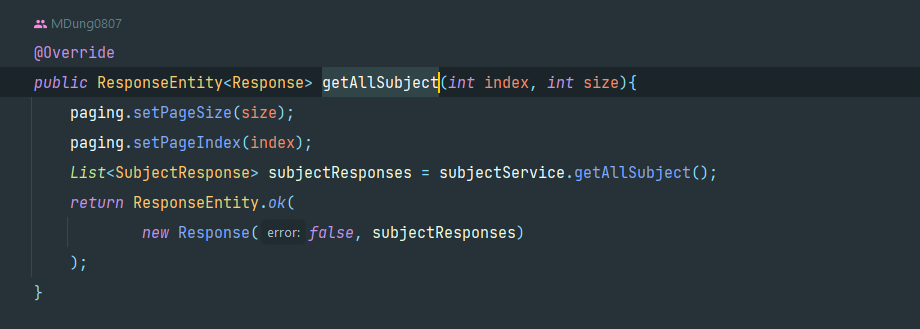 MDung0807
@Override
public ResponseEntity<Response> getAllSubject(int index, int size){
paging.setPageSize(size);
paging.setPageIndex(index);
List<SubjectResponse> subjectResponses = subjectService.getAllSubject();
return ResponseEntity.ok(
new Response( error: false, subjectResponses)
);
}